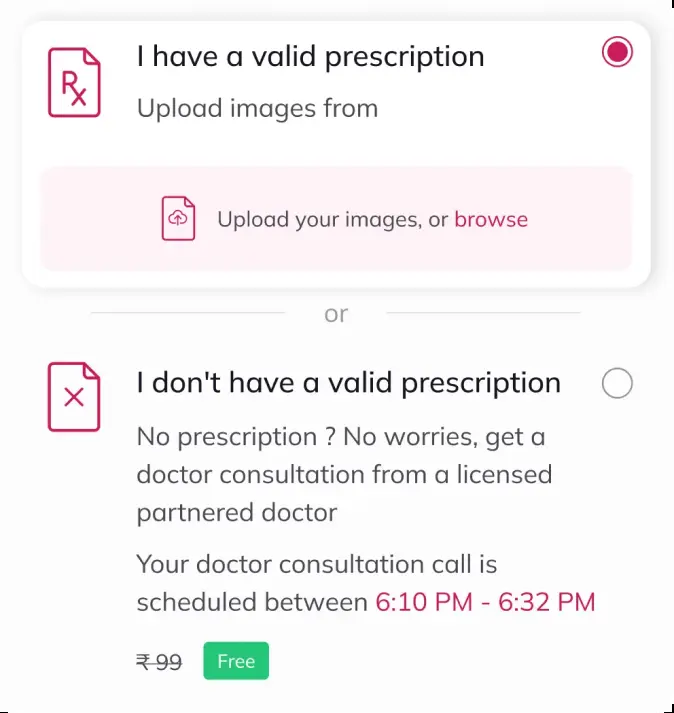 Rx
I have a valid prescription
Upload images from
Upload your images, or browse
or
I don't have a valid prescription
No prescription ? No worries, get a
doctor consultation from a licensed
partnered doctor
Your doctor consultation call is
scheduled between 6:10 PM - 6:32 PM
₹ 99 Free